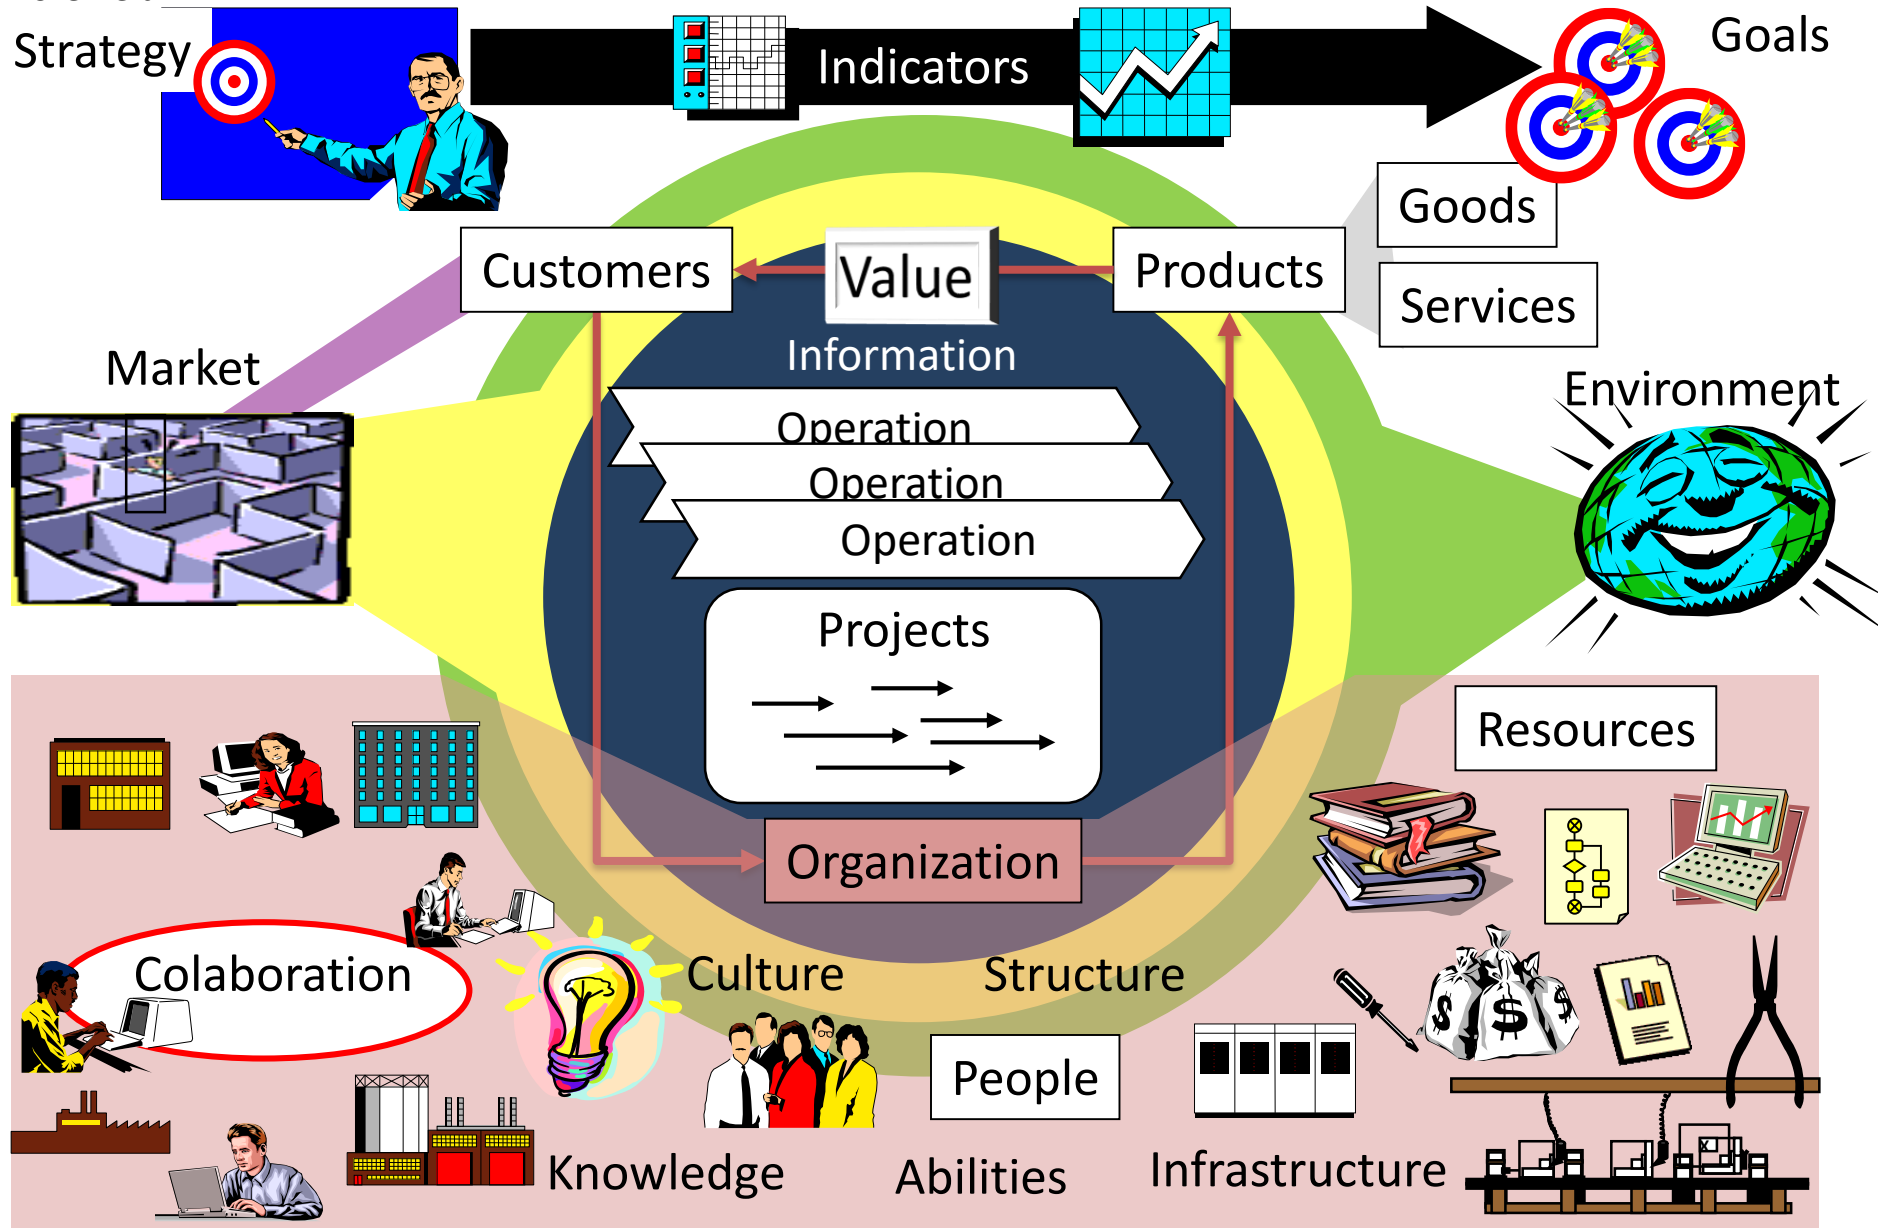 Strategy
Indicators
Goals
Goods
Customers
Value
Products
Services
Information
Market
Environment
Operation
Operation
Operation
Projects
Resources
Organization
Colaboration
Culture
Structure
People
Knowledge
Abilities
Infrastructure
$
$
$
X